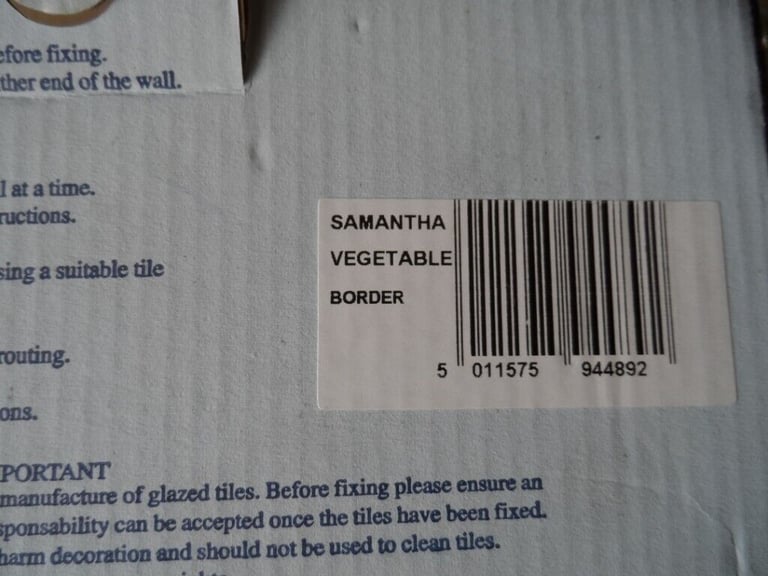 efore fixing.
ther end of the wall.
l at a time.
ructions.
sing a suitable tile
routing.
ons.
SAMANTHA
VEGETABLE
BORDER
5 011575 944892
PORTANT
manufacture of glazed tiles. Before fixing please ensure an
sponsability can be accepted once the tiles have been fixed.
harm decoration and should not be used to clean tiles.